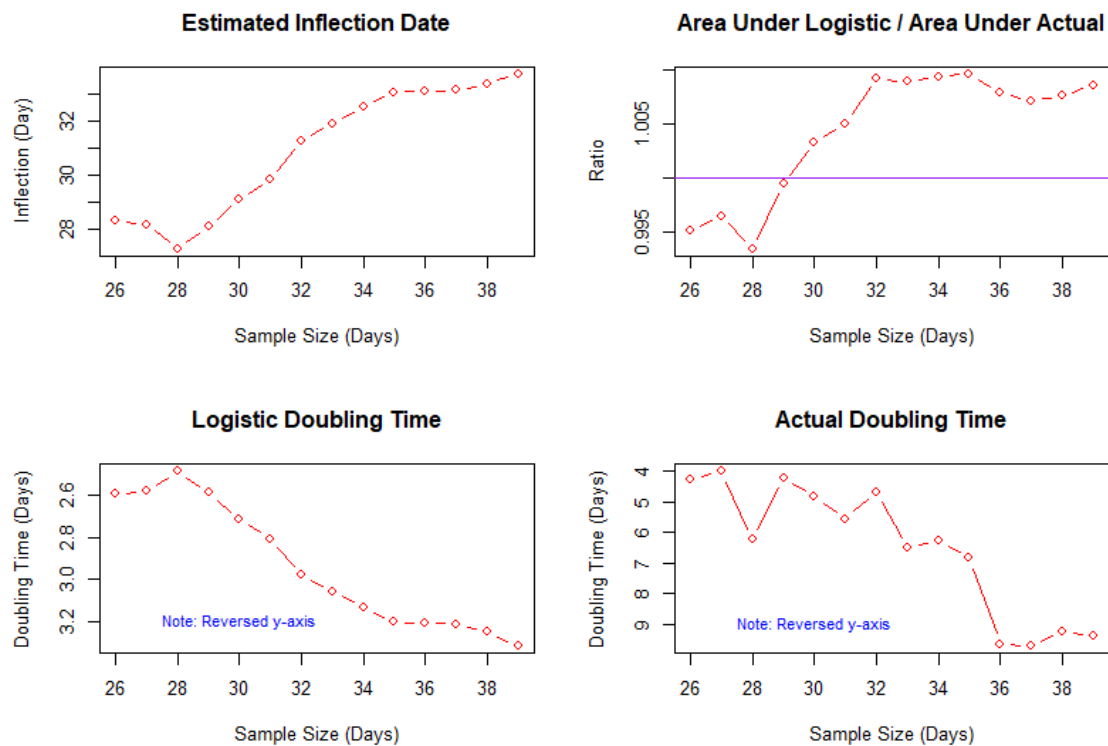 Estimated Inflection Date
Inflection (Day)
32
30
28
26 28 30 32 34 36 38
Sample Size (Days)
Area Under Logistic / Area Under Actual
Ratio
1.005
0.995
26 28 30 32 34 36 38
Sample Size (Days)
Logistic Doubling Time
Doubling Time (Days)
2.6
2.8
3.0
3.2
Note: Reversed y-axis
26 28 30 32 34 36 38
Sample Size (Days)
Actual Doubling Time
Doubling Time (Days)
4
5
6
7
8
9
Note: Reversed y-axis
26 28 30 32 34 36 38
Sample Size (Days)